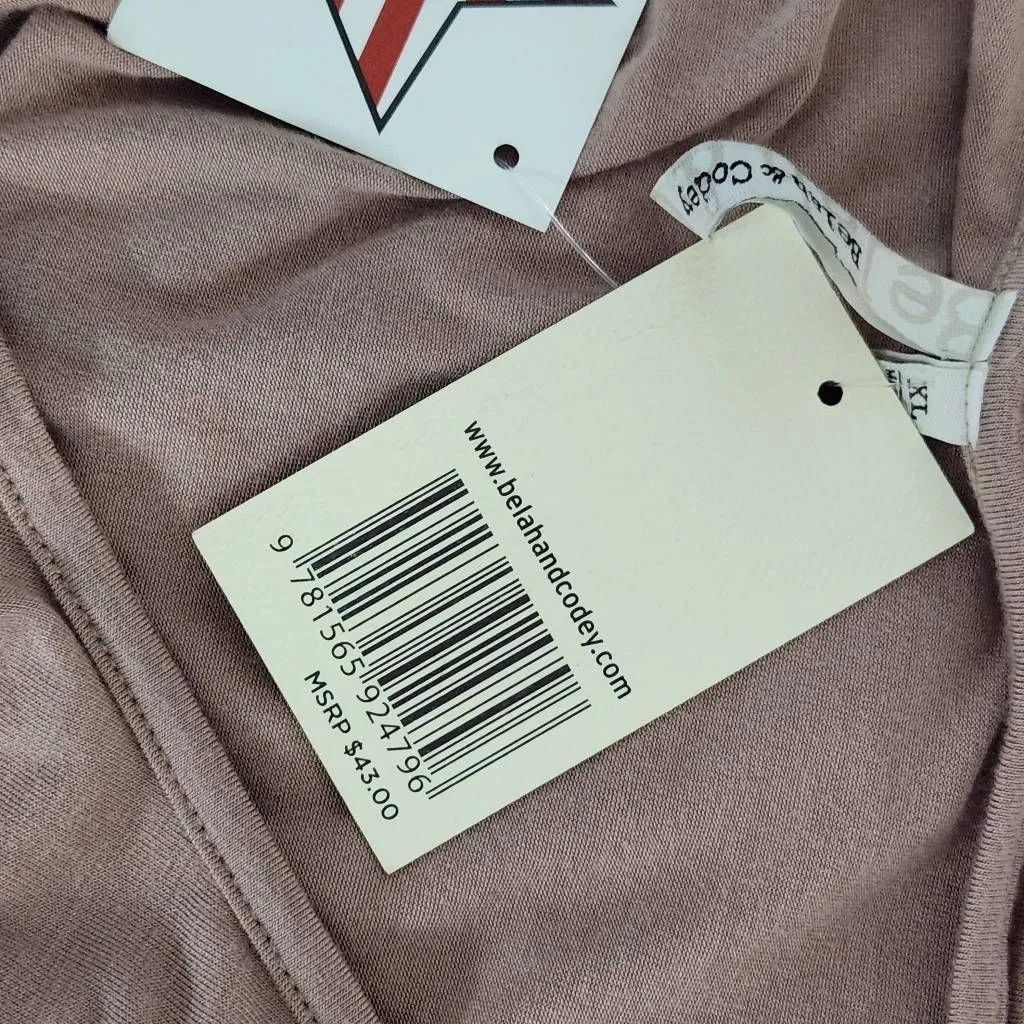 Codey
&
Belah
XL
www.belahandcodey.com
9 781565 924796
MSRP $43.00